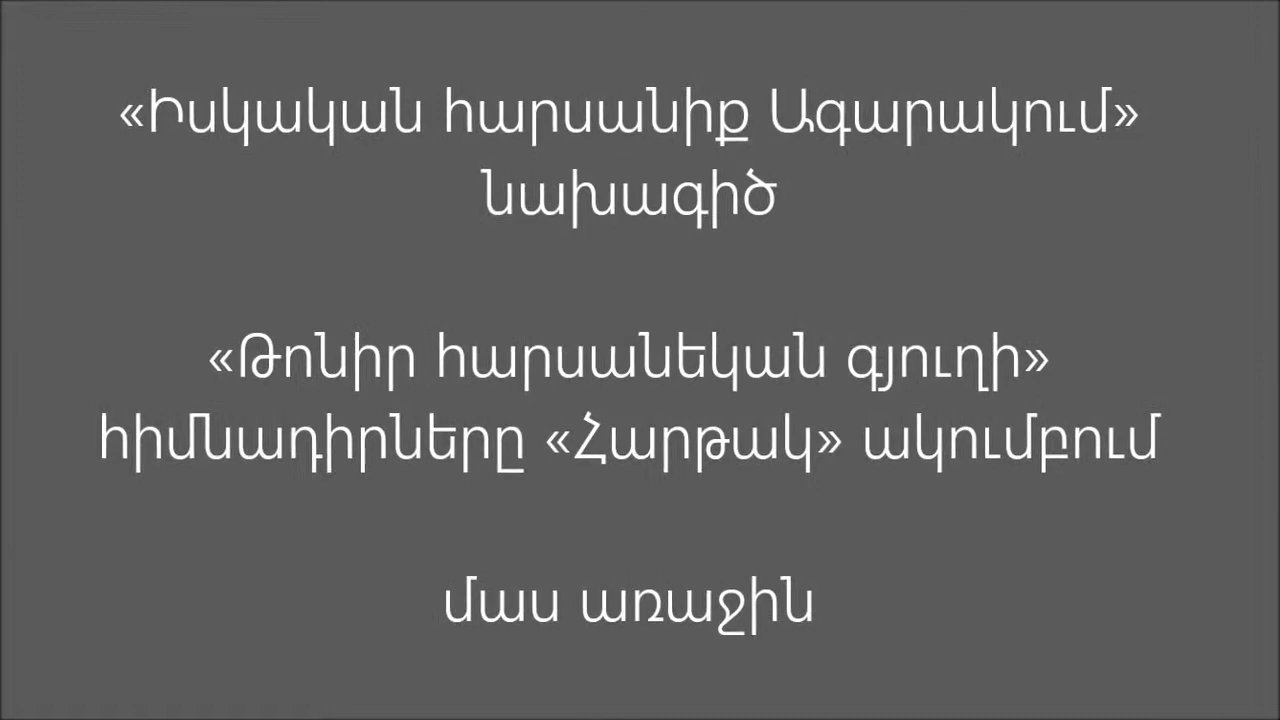 «Իսկական հարսանիք Ագարակում»
նախագիծ
«Թոնիր հարսանեկան գյուղի»
հիմնադիրները «Հարթակ» ակումբում
մաս առաջին